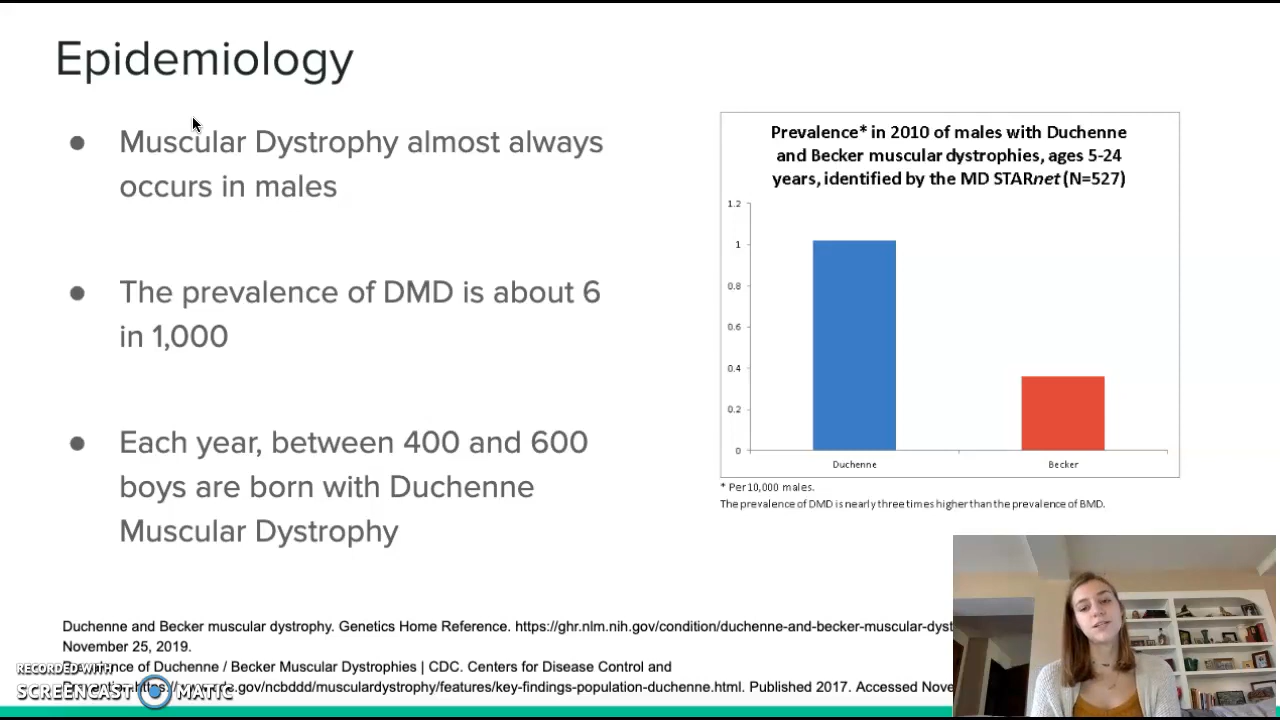 Epidemiology
● Muscular Dystrophy almost always
occurs in males
● The prevalence of DMD is about 6
in 1,000
● Each year, between 400 and 600
boys are born with Duchenne
Muscular Dystrophy
Prevalence* in 2010 of males with Duchenne
and Becker muscular dystrophies, ages 5-24
years, identified by the MD STARnet (N=527)
1.2
1
0.8
0.6
0.4
0.2
0
Duchenne
Becker
* Per 10,000 males.
The prevalence of DMD is nearly three times higher than the prevalence of BMD.
Duchenne and Becker muscular dystrophy. Genetics Home Reference. https://ghr.nlm.nih.gov/condition/duchenne-and-becker-muscular-dyst
November 25, 2019.
of Duchenne / Becker Muscular Dystrophies | CDC. Centers for Disease Control and
.gov/ncbddd/musculardystrophy/features/key-findings-population-duchenne.html. Published 2017. Accessed Nove
RECORDED WITH
SCREENCAST MATIC